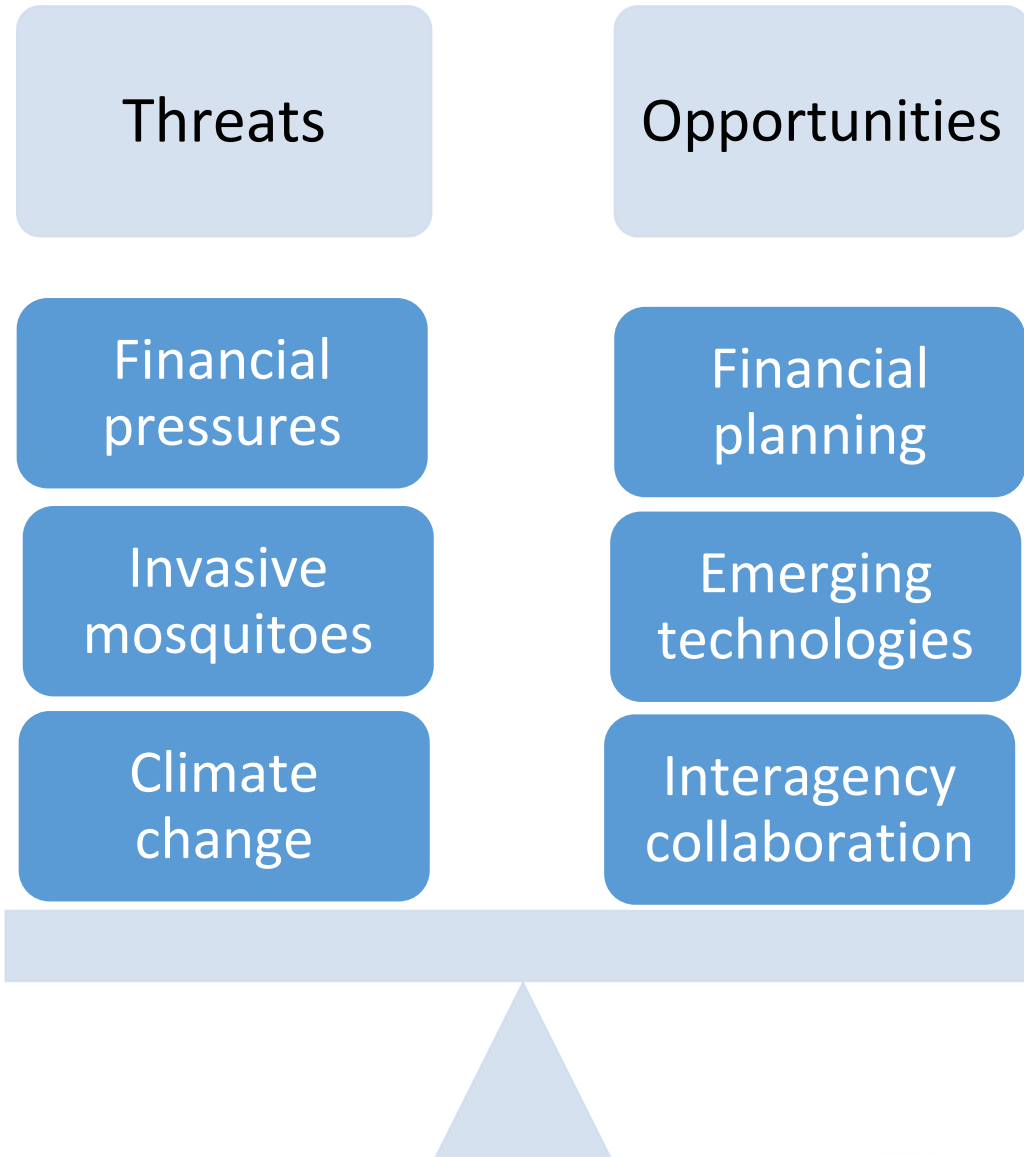 Threats
Opportunities
Financial
pressures
Invasive
mosquitoes
Climate
change
Financial
planning
Emerging
technologies
Interagency
collaboration